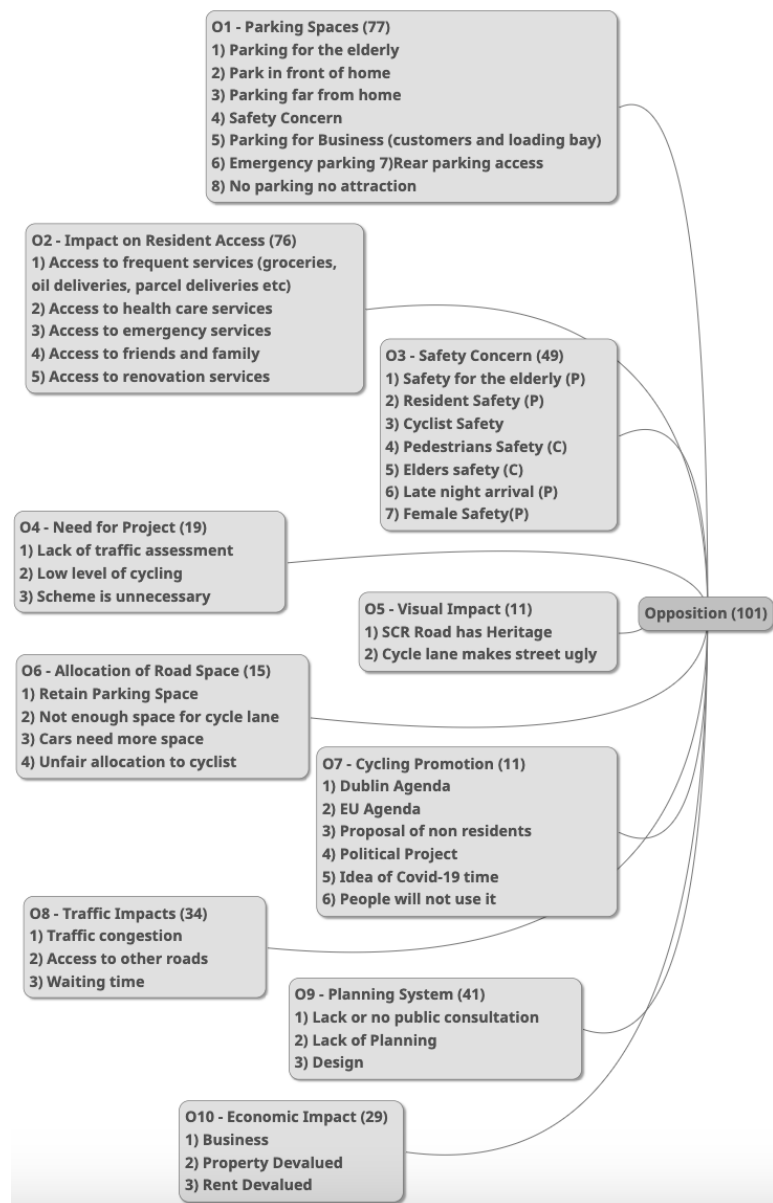 O1 - Parking Spaces (77)
1) Parking for the elderly
2) Park in front of home
3) Parking far from home
4) Safety Concern
5) Parking for Business (customers and loading bay)
6) Emergency parking 7)Rear parking access
8) No parking no attraction
O2 - Impact on Resident Access (76)
1) Access to frequent services (groceries,
oil deliveries, parcel deliveries etc)
2) Access to health care services
3) Access to emergency services
4) Access to friends and family
5) Access to renovation services
O3 - Safety Concern (49)
1) Safety for the elderly (P)
2) Resident Safety (P)
3) Cyclist Safety
4) Pedestrians Safety (C)
5) Elders safety (C)
6) Late night arrival (P)
7) Female Safety(P)
O4 - Need for Project (19)
1) Lack of traffic assessment
2) Low level of cycling
3) Scheme is unnecessary
O5 - Visual Impact (11)
1) SCR Road has Heritage
2) Cycle lane makes street ugly
Opposition (101)
O6 - Allocation of Road Space (15)
1) Retain Parking Space
2) Not enough space for cycle lane
3) Cars need more space
4) Unfair allocation to cyclist
O7 - Cycling Promotion (11)
1) Dublin Agenda
2) EU Agenda
3) Proposal of non residents
4) Political Project
5) Idea of Covid-19 time
6) People will not use it
O8 - Traffic Impacts (34)
1) Traffic congestion
2) Access to other roads
3) Waiting time
O9 - Planning System (41)
1) Lack or no public consultation
2) Lack of Planning
3) Design
O10 - Economic Impact (29)
1) Business
2) Property Devalued
3) Rent Devalued